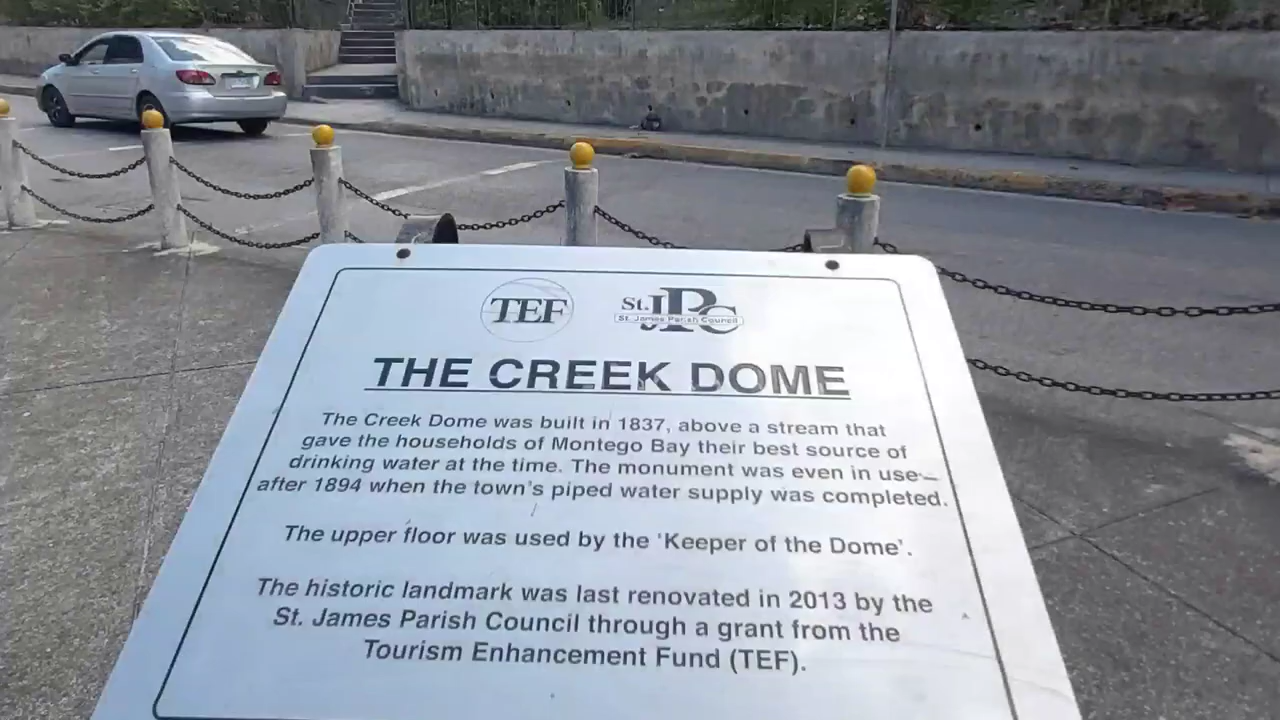 TEF
St. JPC
St. James Parish Council
THE CREEK DOME
The Creek Dome was built in 1837, above a stream that
gave the households of Montego Bay their best source of
drinking water at the time. The monument was even in use
after 1894 when the town's piped water supply was completed.
The upper floor was used by the 'Keeper of the Dome'.
The historic landmark was last renovated in 2013 by the
St. James Parish Council through a grant from the
Tourism Enhancement Fund (TEF).